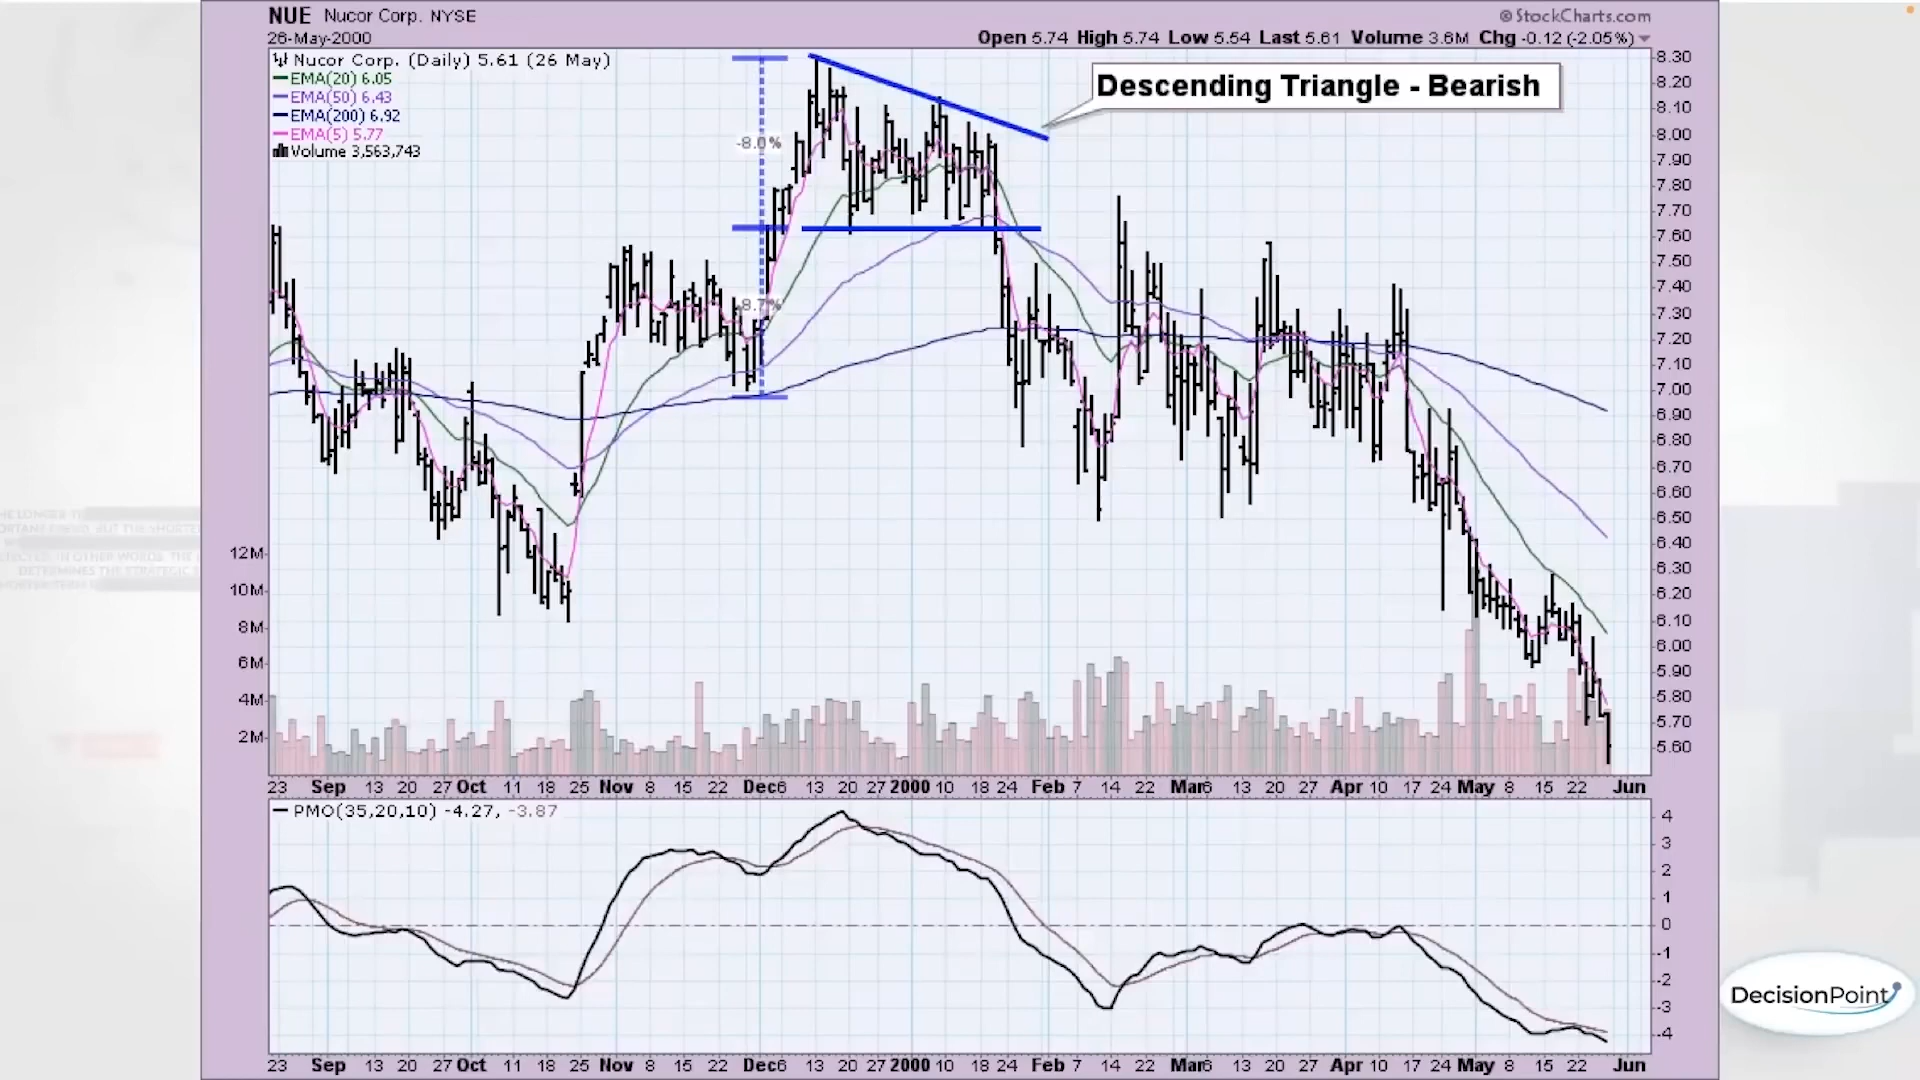 NUE Nucor Corp. NYSE
© StockCharts.com
26-May-2000
Open 5.74 High 5.74 Low 5.54 Last 5.61 Volume 3.6M Chg -0.12 (-2.05%)
Nucor Corp. (Daily) 5.61 (26 May)
EMA(20) 6.05
EMA(50) 6.43
EMA(200) 6.92
EMA(5) 5.77
Volume 3,563,743
Descending Triangle - Bearish
-8.0%
-8.7%
8.30
8.20
8.10
8.00
7.90
7.80
7.70
7.60
7.50
7.40
7.30
7.20
7.10
7.00
6.90
6.80
6.70
6.60
6.50
6.40
6.30
6.20
6.10
6.00
5.90
5.80
5.70
5.60
12M
10M
8M
6M
4M
2M
23 Sep 13 20 27 Oct 11 18 25 Nov 8 15 22 Dec 6 13 20 27 2000 10 18 24 Feb 7 14 22 Mar 6 13 20 27 Apr 10 17 24 May 8 15 22 Jun
PMO(35,20,10) -4.27, -3.87
4
3
2
1
0
-1
-2
-3
-4
23 Sep 13 20 27 Oct 11 18 25 Nov 8 15 22 Dec 6 13 20 27 2000 10 18 24 Feb 7 14 22 Mar 6 13 20 27 Apr 10 17 24 May 8 15 22 Jun
DecisionPoint